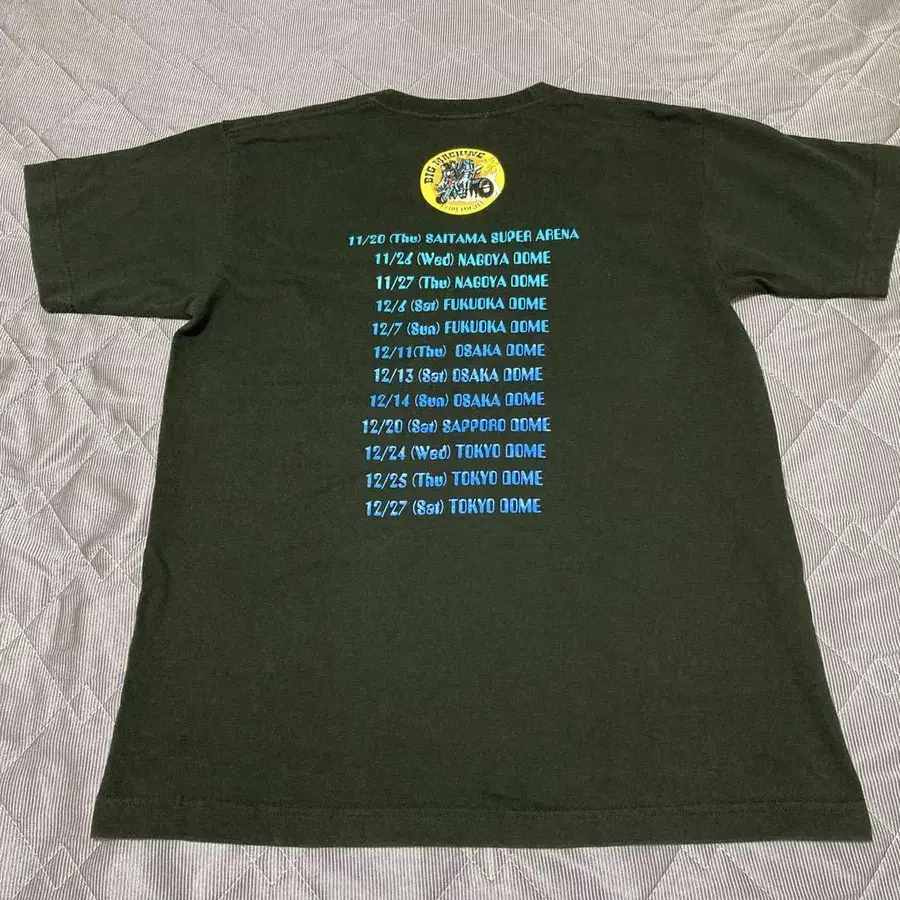 BIG MACHINE
11/20 (Thu) SAITAMA SUPER ARENA
11/26 (Wed) NAGOYA DOME
11/27 (Thu) NAGOYA DOME
12/6 (Sat) FUKUOKA DOME
12/7 (Sun) FUKUOKA DOME
12/11(Thu) OSAKA DOME
12/13 (Sat) OSAKA DOME
12/14 (Sun) OSAKA DOME
12/20 (Sat) SAPPORO DOME
12/24 (Wed) TOKYO DOME
12/25 (Thu) TOKYO DOME
12/27 (Sat) TOKYO DOME